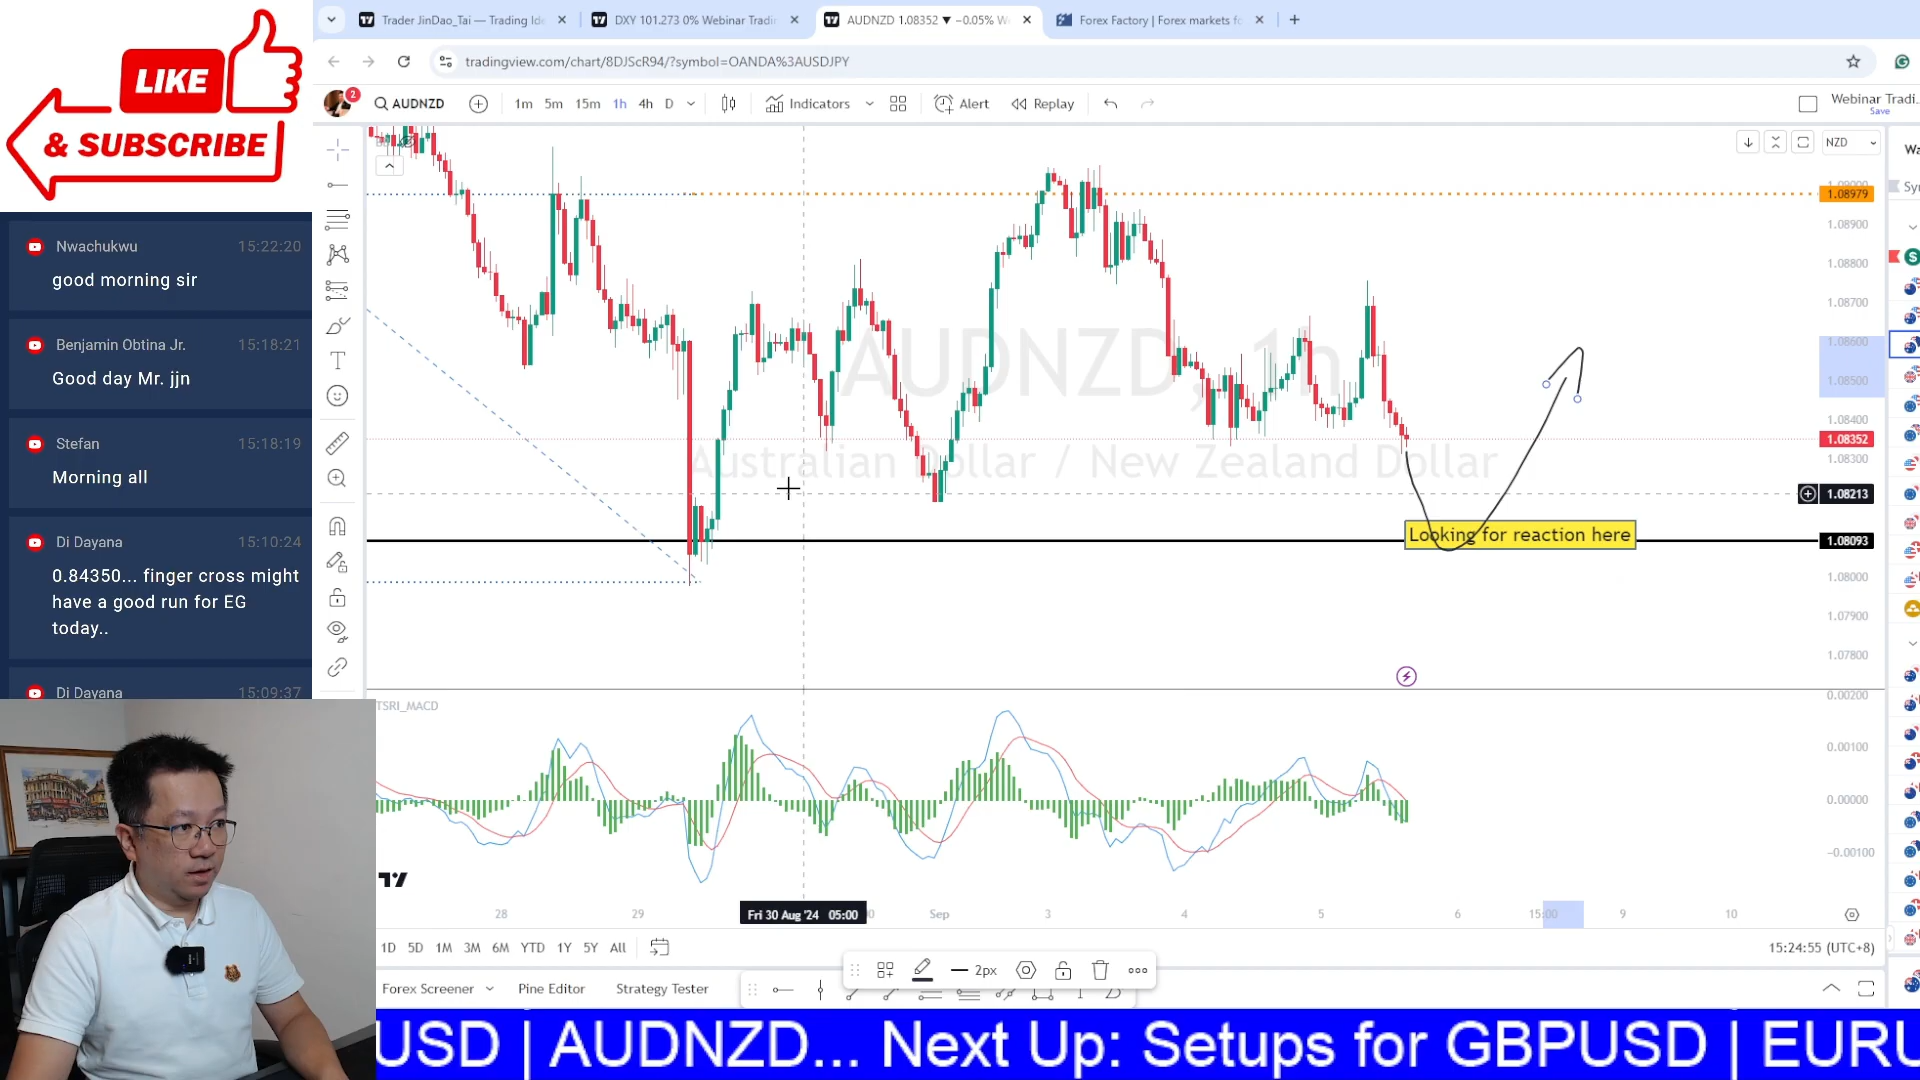 LIKE
& SUBSCRIBE
Nwachukwu 15:22:20
good morning sir
Benjamin Obtina Jr. 15:18:21
Good day Mr. jjn
Stefan 15:18:19
Morning all
Di Dayana 15:10:24
0.84350... finger cross might
have a good run for EG
today..
Di Dayana 15:09:37
Trader JinDao_Tai — Trading Ide
DXY 101.273 0% Webinar Tradin
AUDNZD 1.08352 ▼ −0.05% We
Forex Factory | Forex markets fo
tradingview.com/chart/8DJScR94/?symbol=OANDA%3AUSDJPY
2
AUDNZD
1m 5m 15m 1h 4h D
Indicators
Alert
Replay
Webinar Tradi...
Save
NZD
Wa
Sy
AUDNZD, 1h
Australian Dollar / New Zealand Dollar
1.08979
1.08900
1.08800
1.08700
1.08600
1.08500
1.08400
1.08352
1.08300
1.08213
Looking for reaction here
1.08093
1.08000
1.07900
1.07800
TSRI_MACD
0.00200
0.00100
0.00000
−0.00100
28 29 Fri 30 Aug '24 05:00 Sep 3 4 5 6 15:00 9 10
1D 5D 1M 3M 6M YTD 1Y 5Y All
15:24:55 (UTC+8)
2px
Forex Screener
Pine Editor
Strategy Tester
USD | AUDNZD... Next Up: Setups for GBPUSD | EURU